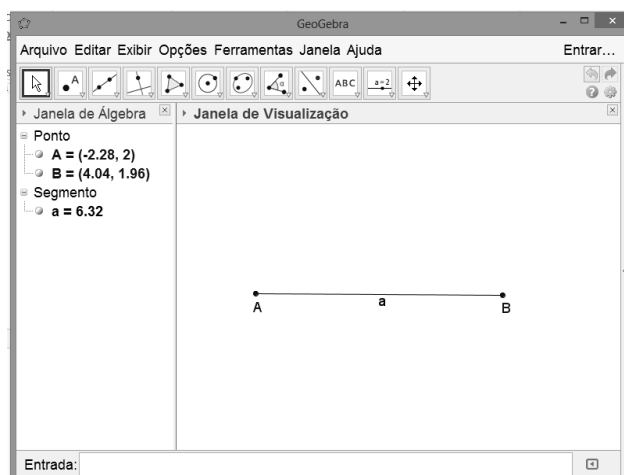 GeoGebra
Arquivo Editar Exibir Opções Ferramentas Janela Ajuda Entrar...
A ABC a=2
Janela de Álgebra Janela de Visualização
Ponto
A = (-2.28, 2)
B = (4.04, 1.96)
Segmento
a = 6.32
A a B
Entrada: